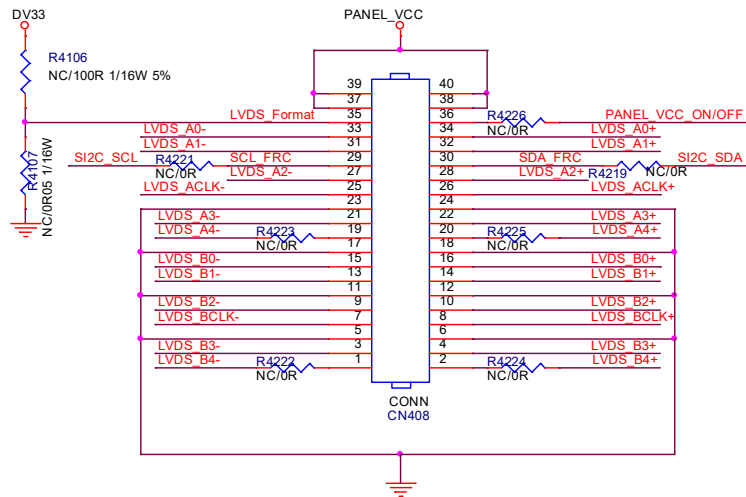 DV33 PANEL_VCC
R4106
NC/100R 1/16W 5%
39 40
37 38
LVDS_Format 35 36 R4226 NC/0R PANEL_VCC_ON/OFF
LVDS_A0- 33 34 LVDS_A0+
LVDS_A1- 31 32 LVDS_A1+
R4107
NC/0R05 1/16W
SI2C_SCL R4221 NC/0R SCL_FRC 29 30 SDA_FRC R4219 NC/0R SI2C_SDA
LVDS_A2- 27 28 LVDS_A2+
LVDS_ACLK- 25 26 LVDS_ACLK+
23 24
LVDS_A3- 21 22 LVDS_A3+
LVDS_A4- R4223 NC/0R 19 20 R4225 NC/0R LVDS_A4+
17 18
LVDS_B0- 15 16 LVDS_B0+
LVDS_B1- 13 14 LVDS_B1+
11 12
LVDS_B2- 9 10 LVDS_B2+
LVDS_BCLK- 7 8 LVDS_BCLK+
5 6
LVDS_B3- 3 4 LVDS_B3+
LVDS_B4- R4222 NC/0R 1 2 R4224 NC/0R LVDS_B4+
CONN
CN408